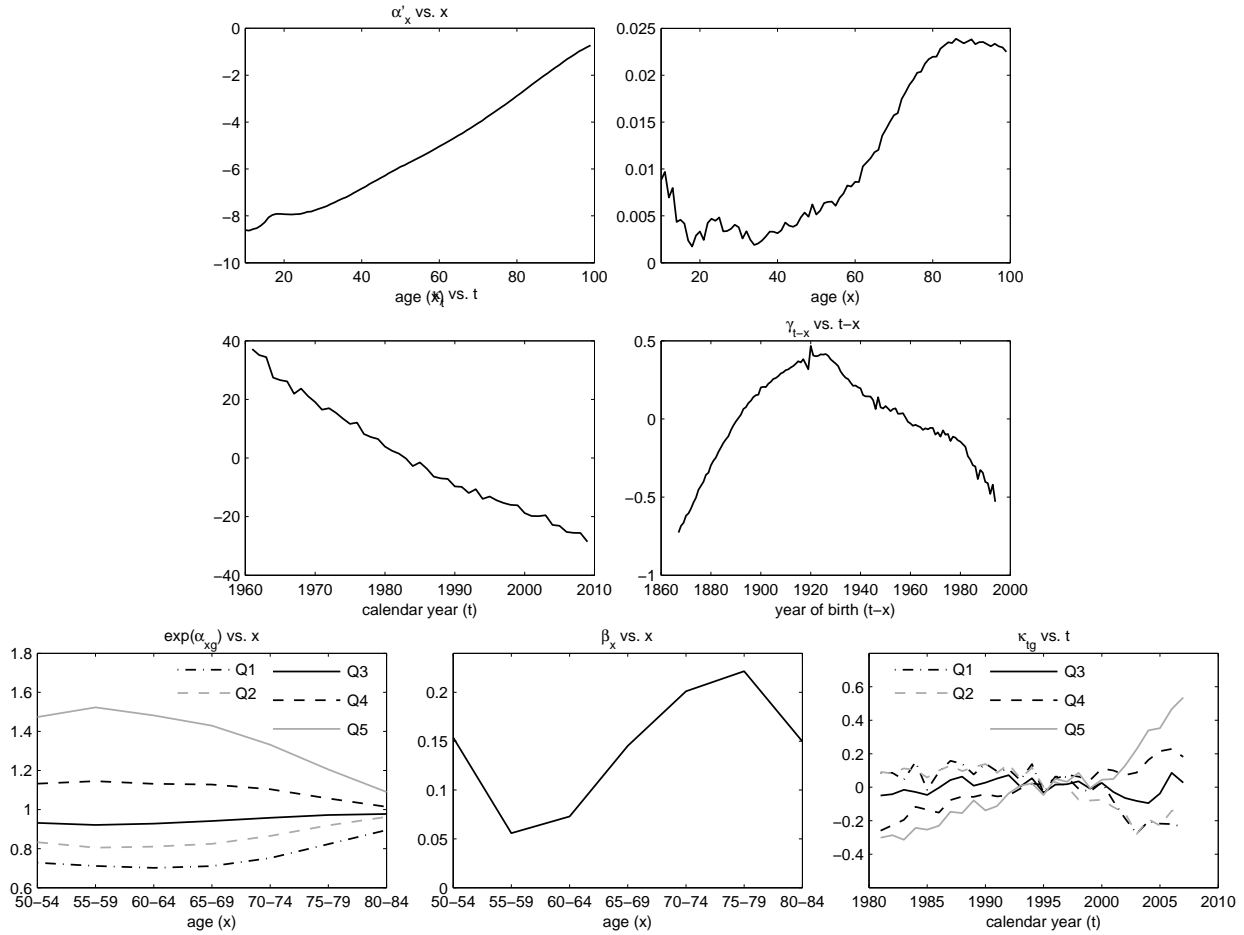 α'x vs. x
0
−2
−4
−6
−8
−10
20 40 60 80 100
age (x)
0.025
0.02
0.015
0.01
0.005
0
20 40 60 80 100
age (x)
κt vs. t
40
20
0
−20
−40
1960 1970 1980 1990 2000 2010
calendar year (t)
γt−x vs. t−x
0.5
0
−0.5
−1
1860 1880 1900 1920 1940 1960 1980 2000
year of birth (t−x)
exp(αxg) vs. x
1.8
1.6
1.4
1.2
1
0.8
0.6
Q1
Q2
Q3
Q4
Q5
50−54 55−59 60−64 65−69 70−74 75−79 80−84
age (x)
βx vs. x
0.2
0.15
0.1
0.05
0
50−54 55−59 60−64 65−69 70−74 75−79 80−84
age (x)
κtg vs. t
0.6
0.4
0.2
0
−0.2
−0.4
Q1
Q2
Q3
Q4
Q5
1980 1985 1990 1995 2000 2005 2010
calendar year (t)